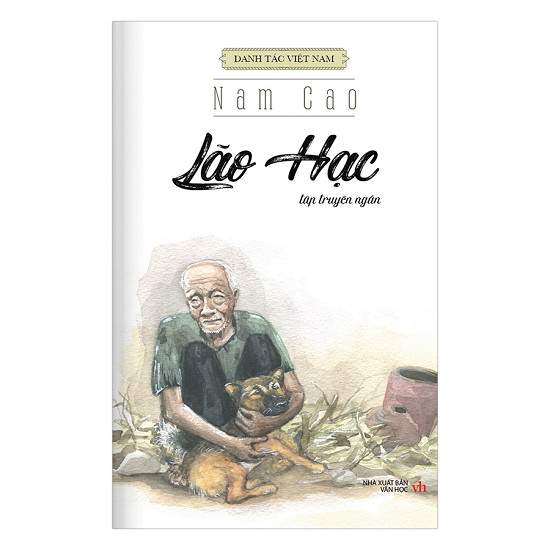 DANH TÁC VIỆT NAM
Nam Cao
Lão Hạc
tập truyện ngắn
NHÀ XUẤT BẢN
VĂN HỌC vh